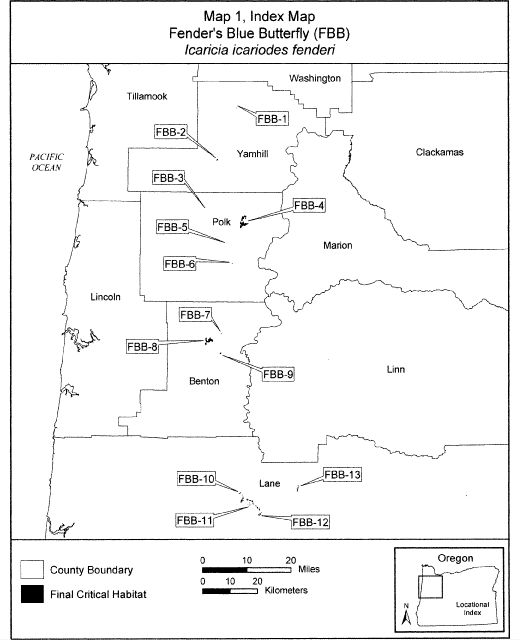 Map 1, Index Map
Fender's Blue Butterfly (FBB)
Icaricia icariodes fenderi
Washington
Tillamook
FBB-1
FBB-2
Yamhill
Clackamas
PACIFIC
OCEAN
FBB-3
FBB-4
Polk
FBB-5
Marion
FBB-6
Lincoln
FBB-7
FBB-8
FBB-9
Linn
Benton
FBB-10
Lane
FBB-13
FBB-11
FBB-12
County Boundary
Final Critical Habitat
0 10 20
Miles
0 10 20
Kilometers
Oregon
N
Locational
Index